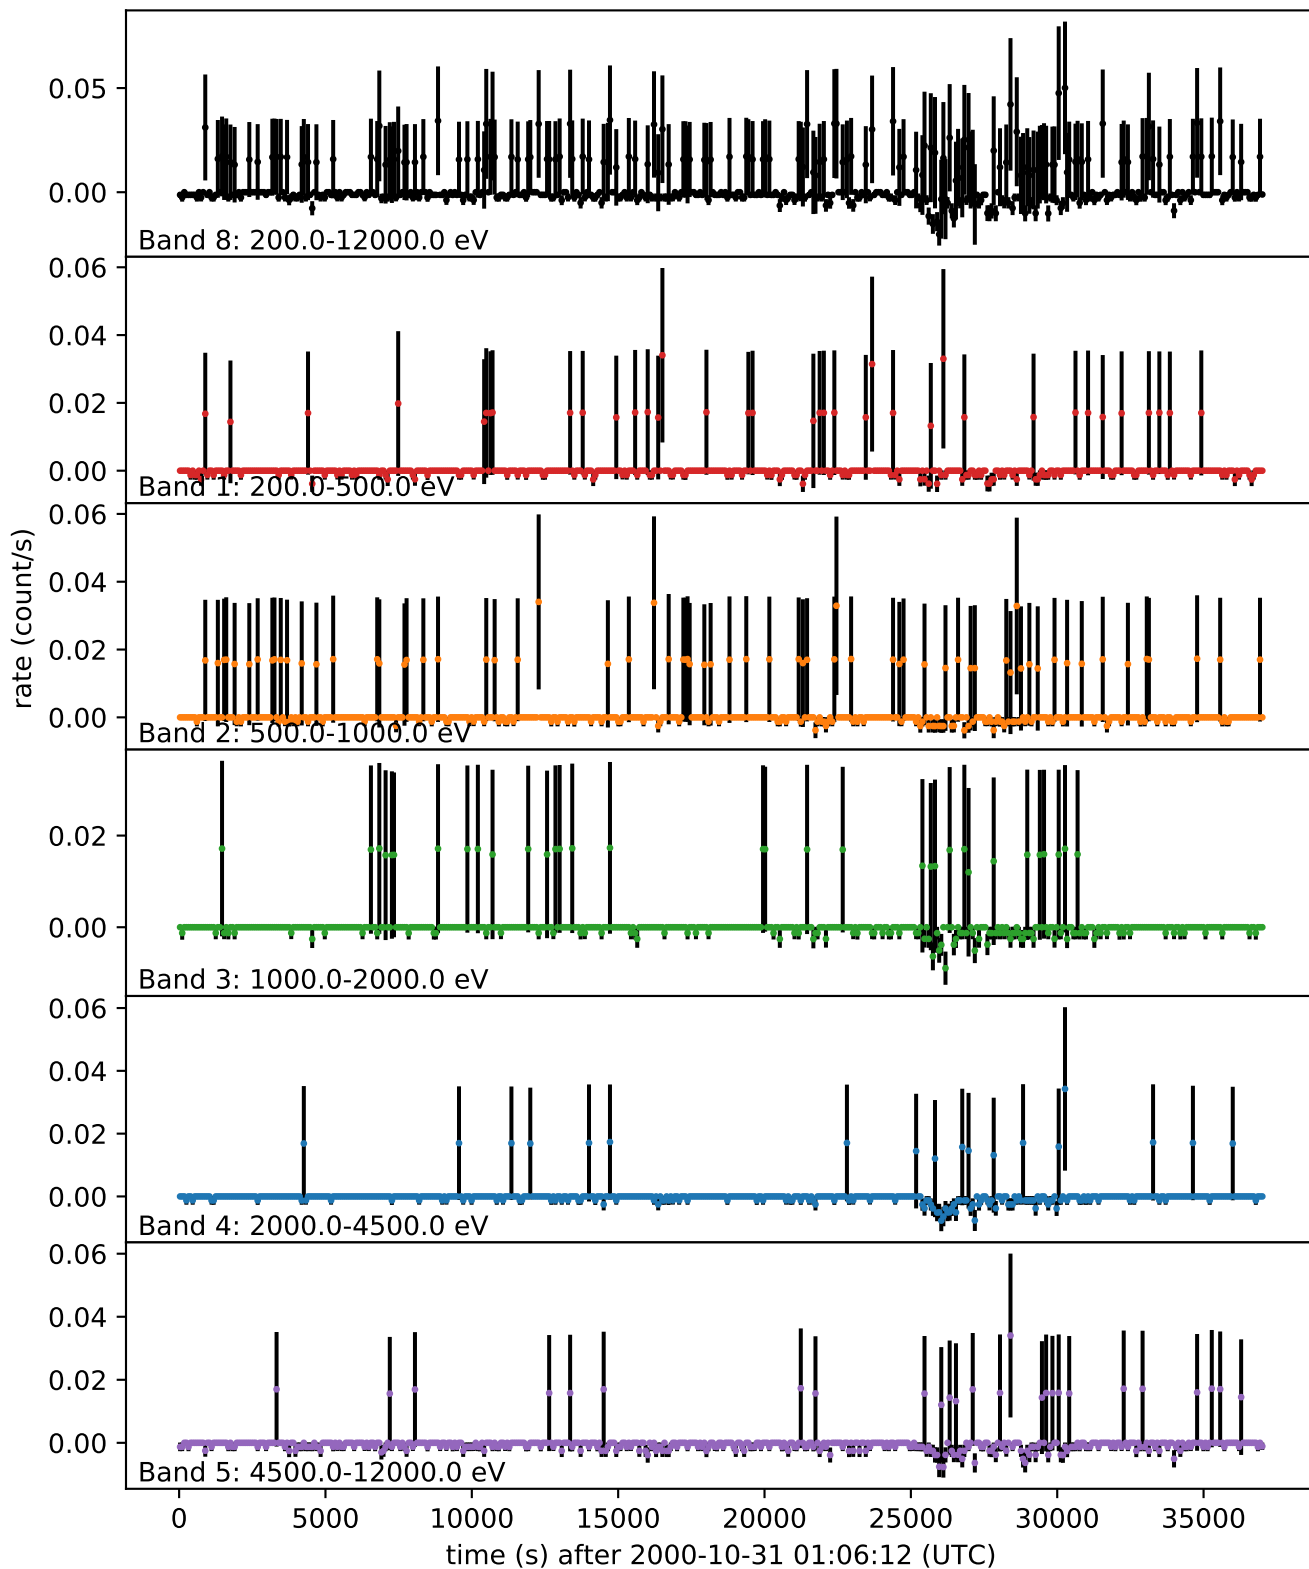 0.05
0.00
Band 8: 200.0-12000.0 eV
0.06
0.04
0.02
0.00
Band 1: 200.0-500.0 eV
0.06
0.04
0.02
0.00
Band 2: 500.0-1000.0 eV
rate (count/s)
0.02
0.00
Band 3: 1000.0-2000.0 eV
0.06
0.04
0.02
0.00
Band 4: 2000.0-4500.0 eV
0.06
0.04
0.02
0.00
Band 5: 4500.0-12000.0 eV
0 5000 10000 15000 20000 25000 30000 35000
time (s) after 2000-10-31 01:06:12 (UTC)